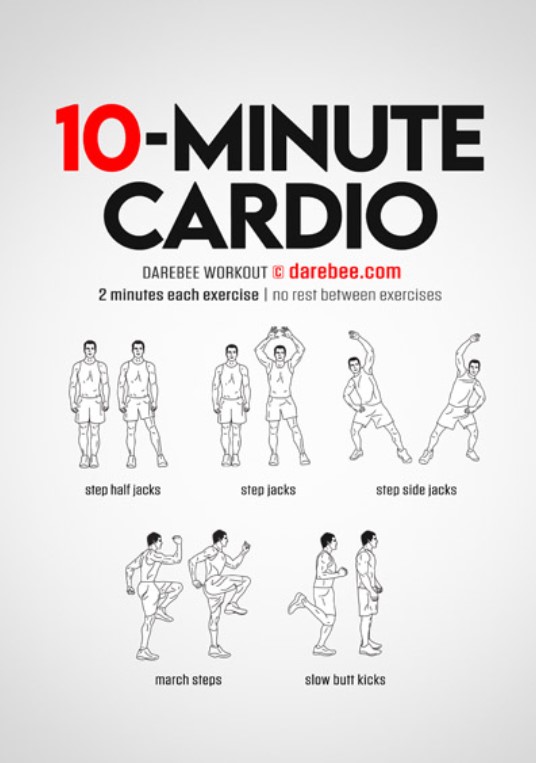 10-MINUTE
CARDIO
DAREBEE WORKOUT © darebee.com
2 minutes each exercise | no rest between exercises
step half jacks
step jacks
step side jacks
march steps
slow butt kicks